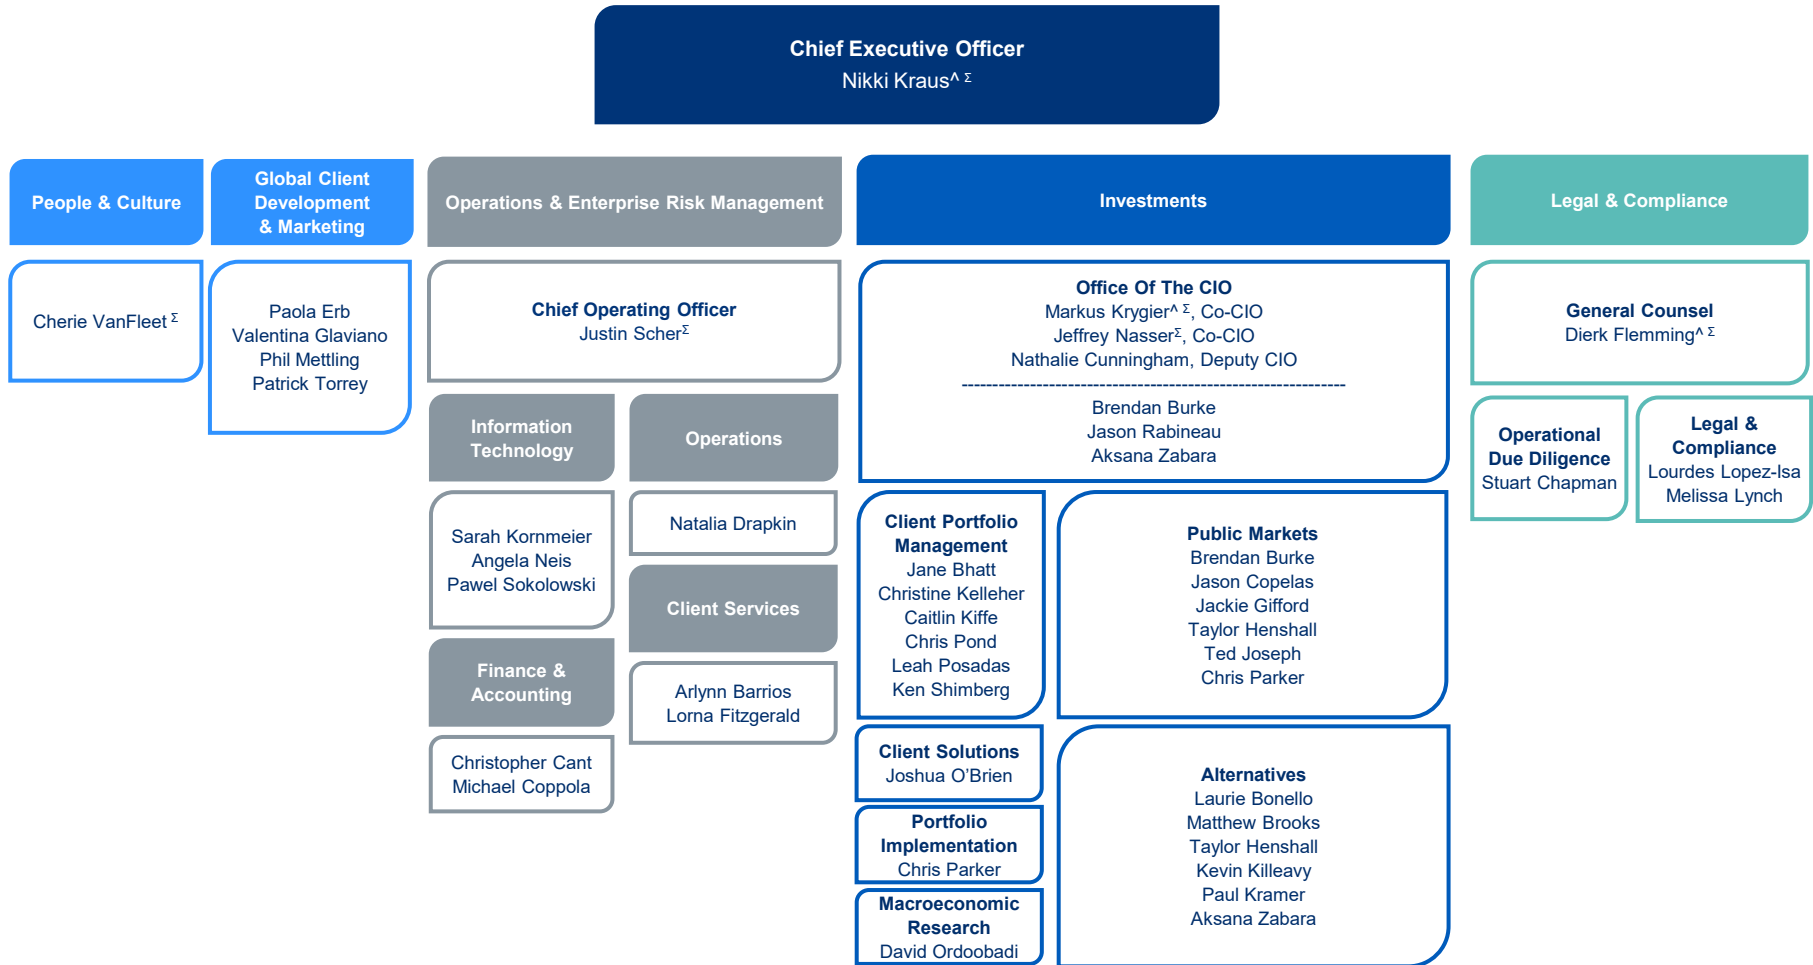 Chief Executive Officer
Nikki Kraus^ Σ
People & Culture
Cherie VanFleet Σ
Global Client
Development
& Marketing
Paola Erb
Valentina Glaviano
Phil Mettling
Patrick Torrey
Operations & Enterprise Risk Management
Chief Operating Officer
Justin ScherΣ
Information
Technology
Sarah Kornmeier
Angela Neis
Pawel Sokolowski
Finance &
Accounting
Christopher Cant
Michael Coppola
Operations
Natalia Drapkin
Client Services
Arlynn Barrios
Lorna Fitzgerald
Investments
Office Of The CIO
Markus Krygier^ Σ, Co-CIO
Jeffrey NasserΣ, Co-CIO
Nathalie Cunningham, Deputy CIO
----------------------------------------------------------------
Brendan Burke
Jason Rabineau
Aksana Zabara
Client Portfolio
Management
Jane Bhatt
Christine Kelleher
Caitlin Kiffe
Chris Pond
Leah Posadas
Ken Shimberg
Client Solutions
Joshua O’Brien
Portfolio
Implementation
Chris Parker
Macroeconomic
Research
David Ordoobadi
Public Markets
Brendan Burke
Jason Copelas
Jackie Gifford
Taylor Henshall
Ted Joseph
Chris Parker
Alternatives
Laurie Bonello
Matthew Brooks
Taylor Henshall
Kevin Killeavy
Paul Kramer
Aksana Zabara
Legal & Compliance
General Counsel
Dierk Flemming^ Σ
Operational
Due Diligence
Stuart Chapman
Legal &
Compliance
Lourdes Lopez-Isa
Melissa Lynch